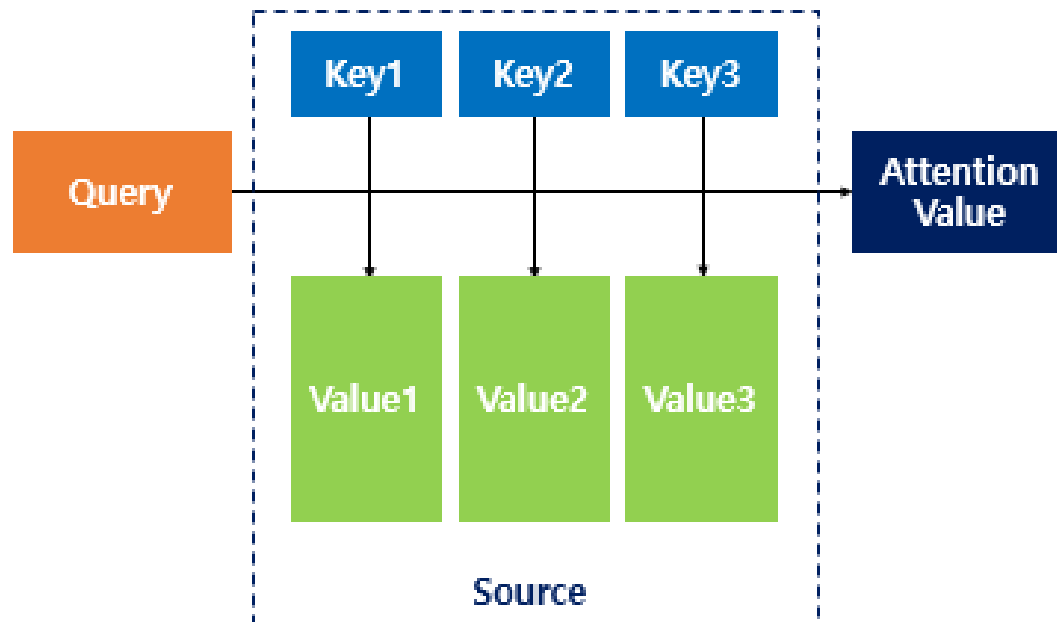 Key1 Key2 Key3
Query
Attention
Value
Value1 Value2 Value3
Source